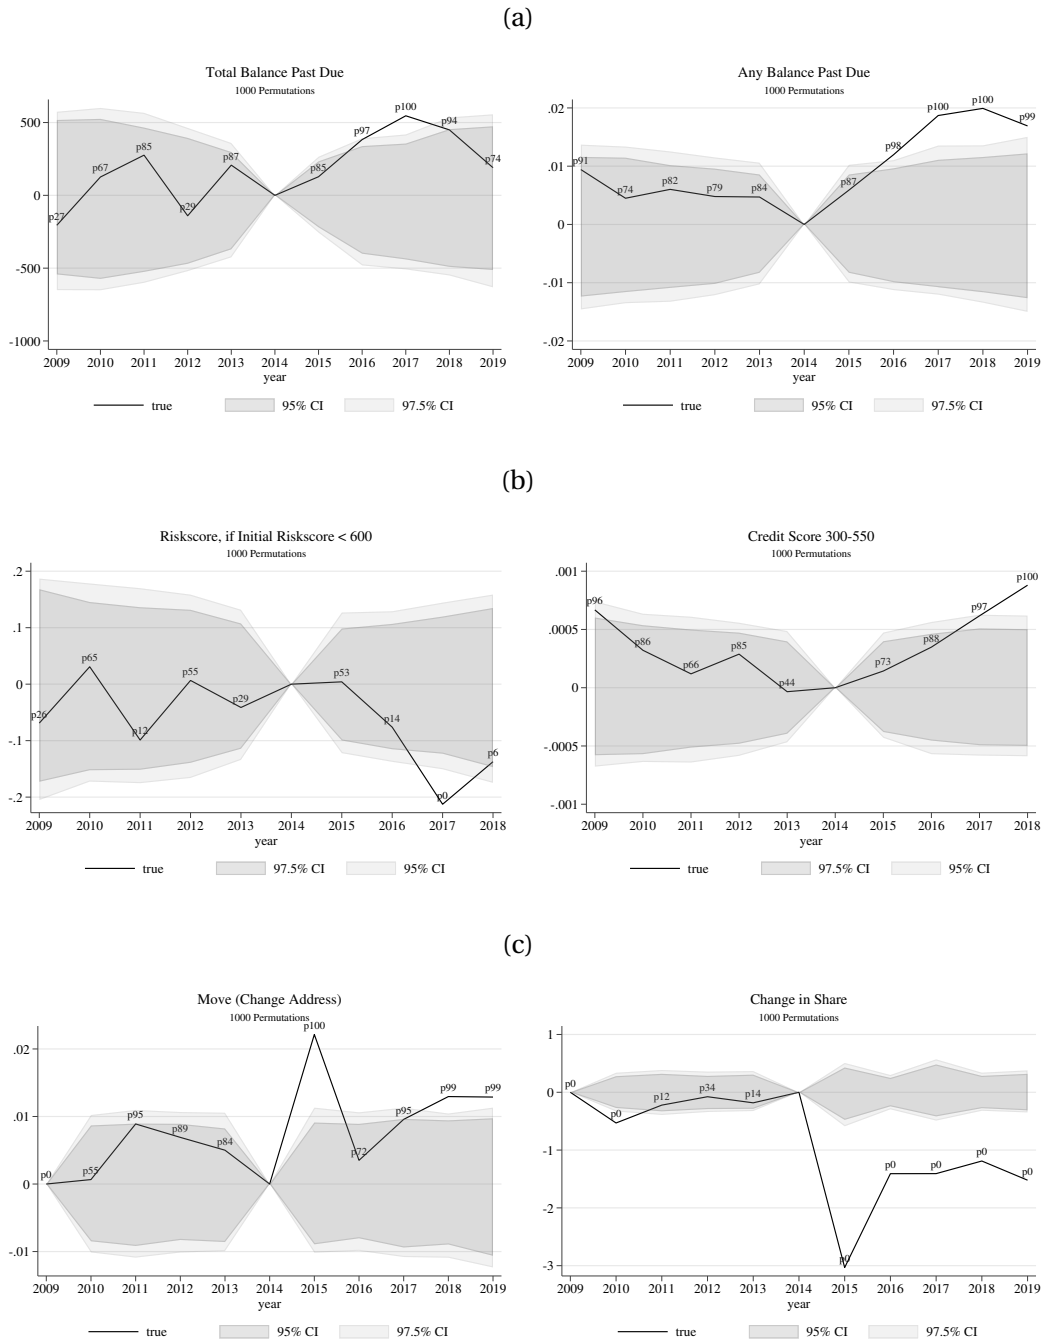 (a)
Total Balance Past Due
1000 Permutations
500
0
-500
-1000
p27
p67
p85
p29
p87
p85
p97
p100
p94
p74
2009 2010 2011 2012 2013 2014 2015 2016 2017 2018 2019
year
true 95% CI 97.5% CI
Any Balance Past Due
1000 Permutations
.02
.01
0
-.01
-.02
p91
p74
p82
p79
p84
p87
p98
p100
p100
p99
2009 2010 2011 2012 2013 2014 2015 2016 2017 2018 2019
year
true 95% CI 97.5% CI
(b)
Riskscore, if Initial Riskscore < 600
1000 Permutations
.2
.1
0
-.1
-.2
p26
p65
p12
p55
p29
p53
p14
p0
p6
2009 2010 2011 2012 2013 2014 2015 2016 2017 2018
year
true 97.5% CI 95% CI
Credit Score 300-550
1000 Permutations
.001
.0005
0
-.0005
-.001
p96
p86
p66
p85
p44
p73
p88
p97
p100
2009 2010 2011 2012 2013 2014 2015 2016 2017 2018
year
true 97.5% CI 95% CI
(c)
Move (Change Address)
1000 Permutations
.02
.01
0
-.01
p0
p55
p95
p89
p84
p100
p72
p95
p99
p99
2009 2010 2011 2012 2013 2014 2015 2016 2017 2018 2019
year
true 95% CI 97.5% CI
Change in Share
1000 Permutations
1
0
-1
-2
-3
p0
p0
p12
p34
p14
p0
p0
p0
p0
p0
2009 2010 2011 2012 2013 2014 2015 2016 2017 2018 2019
year
true 95% CI 97.5% CI